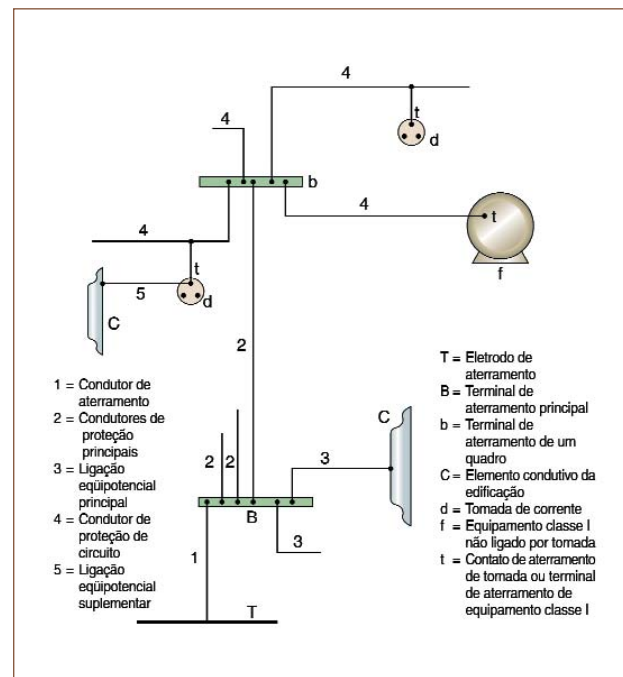 4
t
d
4
b
4
t
f
4
t
5
d
C
2
1 = Condutor de
aterramento
2 = Condutores de
proteção
principais
3 = Ligação
eqüipotencial
principal
4 = Condutor de
proteção de
circuito
5 = Ligação
eqüipotencial
suplementar
C
2
2
3
B
1
3
T
T = Eletrodo de
aterramento
B = Terminal de
aterramento principal
b = Terminal de
aterramento de um
quadro
C = Elemento condutivo da
edificação
d = Tomada de corrente
f = Equipamento classe I
não ligado por tomada
t = Contato de aterramento
de tomada ou terminal
de aterramento de
equipamento classe I